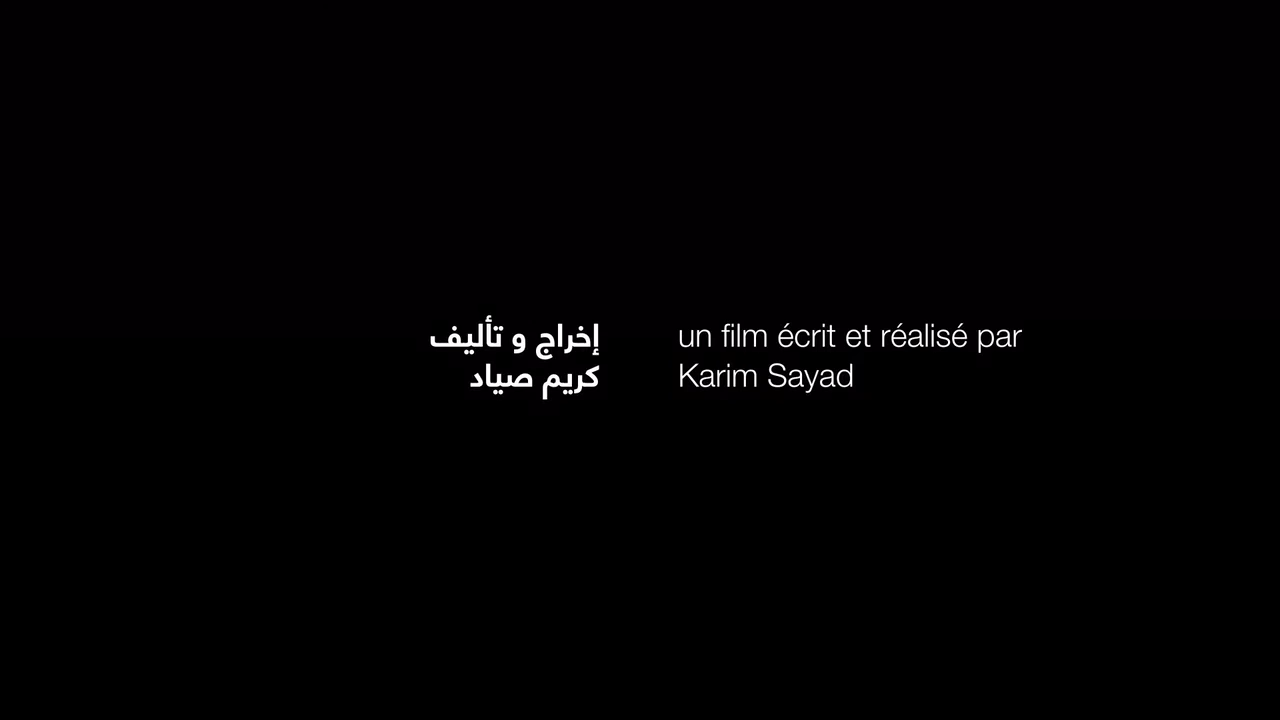 إخراج و تأليف
كريم صياد
un film écrit et réalisé par
Karim Sayad